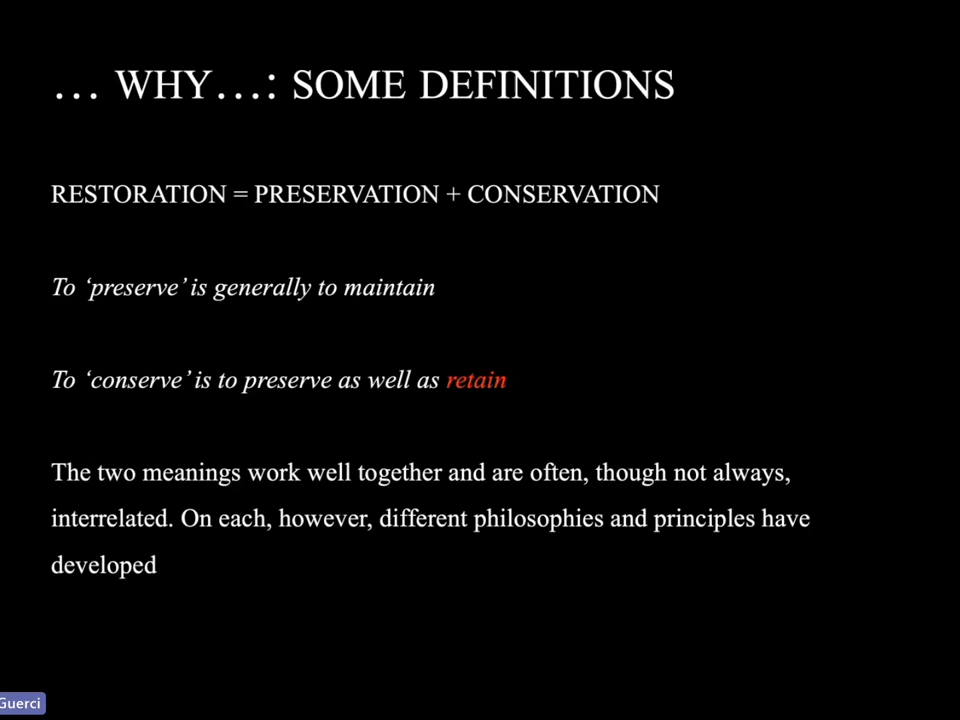 … WHY…: SOME DEFINITIONS
RESTORATION = PRESERVATION + CONSERVATION
To ‘preserve’ is generally to maintain
To ‘conserve’ is to preserve as well as retain
The two meanings work well together and are often, though not always,
interrelated. On each, however, different philosophies and principles have
developed
Guerci